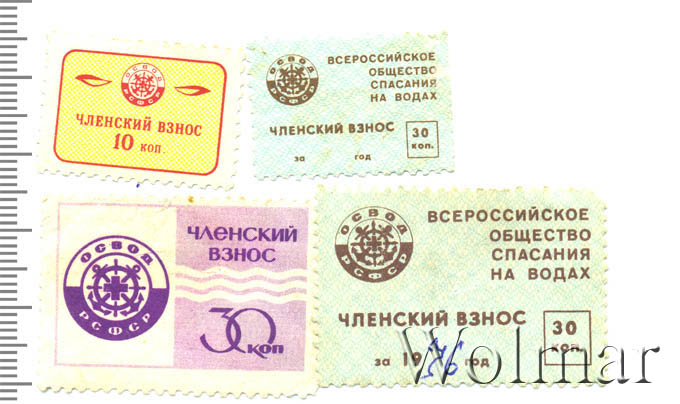 ОСВОД
РСФСР
ЧЛЕНСКИЙ ВЗНОС
10 коп.
ОСВОД
РСФСР
ВСЕРОССИЙСКОЕ
ОБЩЕСТВО
СПАСАНИЯ
НА ВОДАХ
ЧЛЕНСКИЙ ВЗНОС
30
коп.
за год
ОСВОД
РСФСР
ЧЛЕНСКИЙ
ВЗНОС
30 коп
ОСВОД
РСФСР
ВСЕРОССИЙСКОЕ
ОБЩЕСТВО
СПАСАНИЯ
НА ВОДАХ
ЧЛЕНСКИЙ ВЗНОС
30
коп.
за 19 год
Wolmar